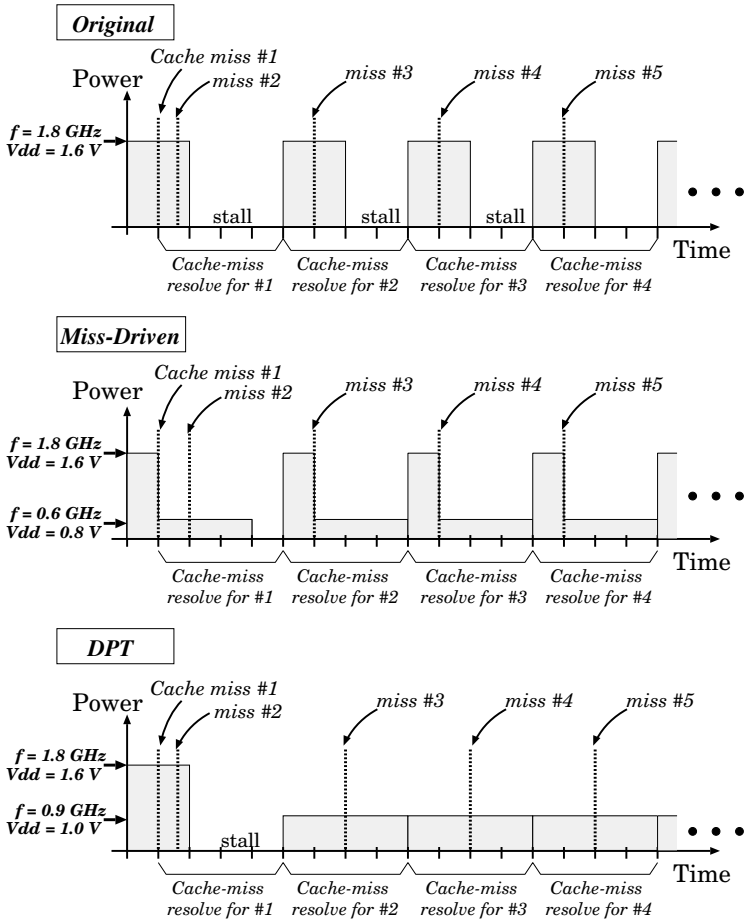 Original
Cache miss #1
Power
miss #2
miss #3
miss #4
miss #5
f = 1.8 GHz
Vdd = 1.6 V
stall
stall
stall
Time
Cache-miss
resolve for #1
Cache-miss
resolve for #2
Cache-miss
resolve for #3
Cache-miss
resolve for #4
Miss-Driven
Cache miss #1
Power
miss #2
miss #3
miss #4
miss #5
f = 1.8 GHz
Vdd = 1.6 V
f = 0.6 GHz
Vdd = 0.8 V
Time
Cache-miss
resolve for #1
Cache-miss
resolve for #2
Cache-miss
resolve for #3
Cache-miss
resolve for #4
DPT
Cache miss #1
Power
miss #2
miss #3
miss #4
miss #5
f = 1.8 GHz
Vdd = 1.6 V
f = 0.9 GHz
Vdd = 1.0 V
stall
Time
Cache-miss
resolve for #1
Cache-miss
resolve for #2
Cache-miss
resolve for #3
Cache-miss
resolve for #4